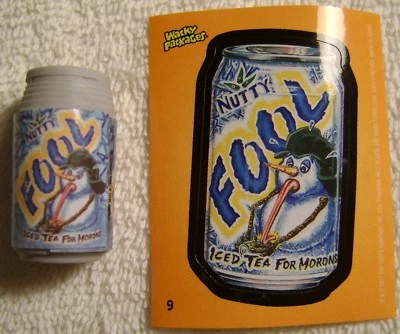 NUTTY
FOOL
ICED TEA FOR MORONS
WACKY
PACKAGES
NUTTY
FOOL
ICED TEA FOR MORONS
9